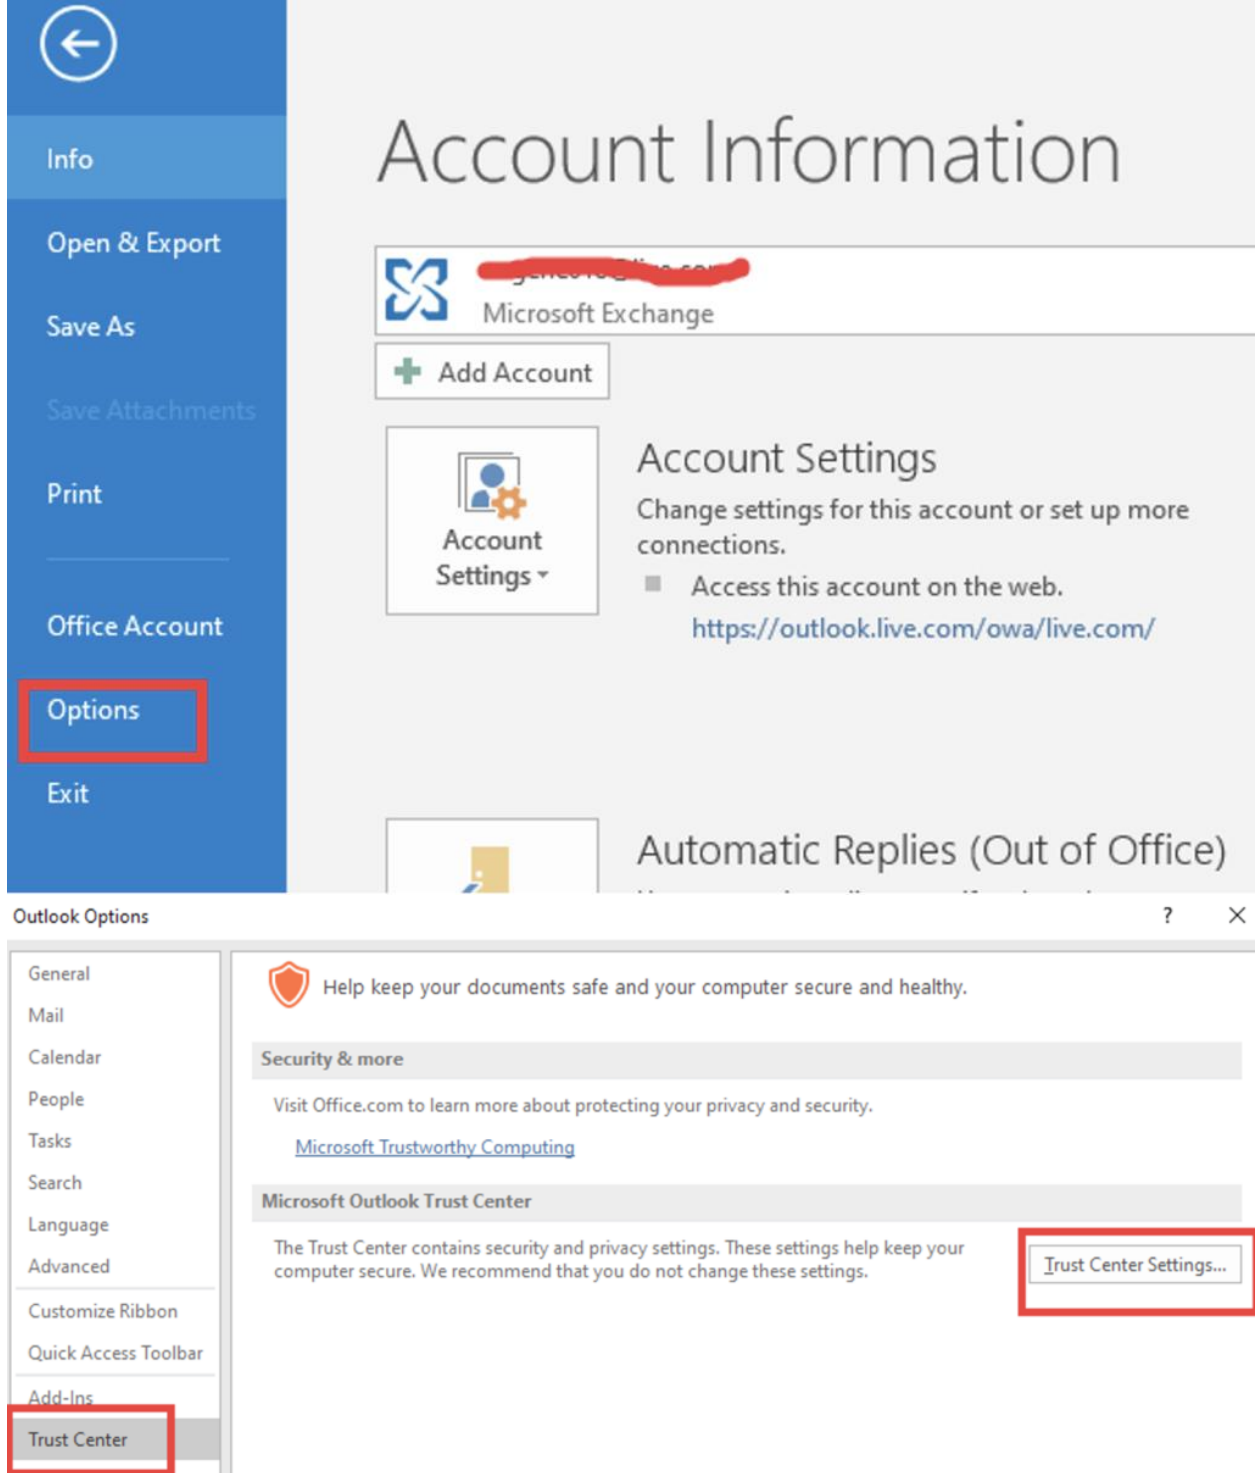 Info
Open & Export
Save As
Save Attachments
Print
Office Account
Options
Exit
Account Information
Microsoft Exchange
Add Account
Account
Settings
Account Settings
Change settings for this account or set up more
connections.
Access this account on the web.
https://outlook.live.com/owa/live.com/
Automatic Replies (Out of Office)
Outlook Options
?
General
Mail
Calendar
People
Tasks
Search
Language
Advanced
Customize Ribbon
Quick Access Toolbar
Add-Ins
Trust Center
Help keep your documents safe and your computer secure and healthy.
Security & more
Visit Office.com to learn more about protecting your privacy and security.
Microsoft Trustworthy Computing
Microsoft Outlook Trust Center
The Trust Center contains security and privacy settings. These settings help keep your
computer secure. We recommend that you do not change these settings.
Trust Center Settings...